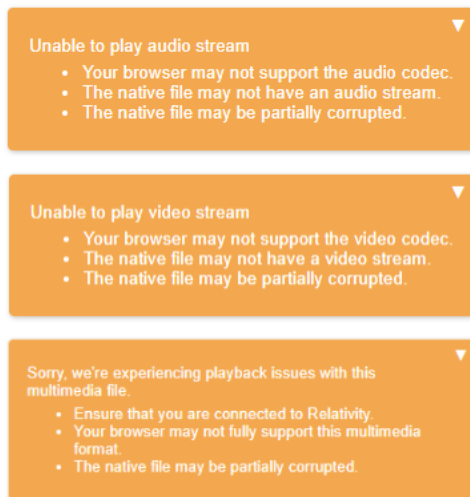 Unable to play audio stream
• Your browser may not support the audio codec.
• The native file may not have an audio stream.
• The native file may be partially corrupted.
Unable to play video stream
• Your browser may not support the video codec.
• The native file may not have a video stream.
• The native file may be partially corrupted.
Sorry, we're experiencing playback issues with this
multimedia file.
• Ensure that you are connected to Relativity.
• Your browser may not fully support this multimedia
format.
• The native file may be partially corrupted.